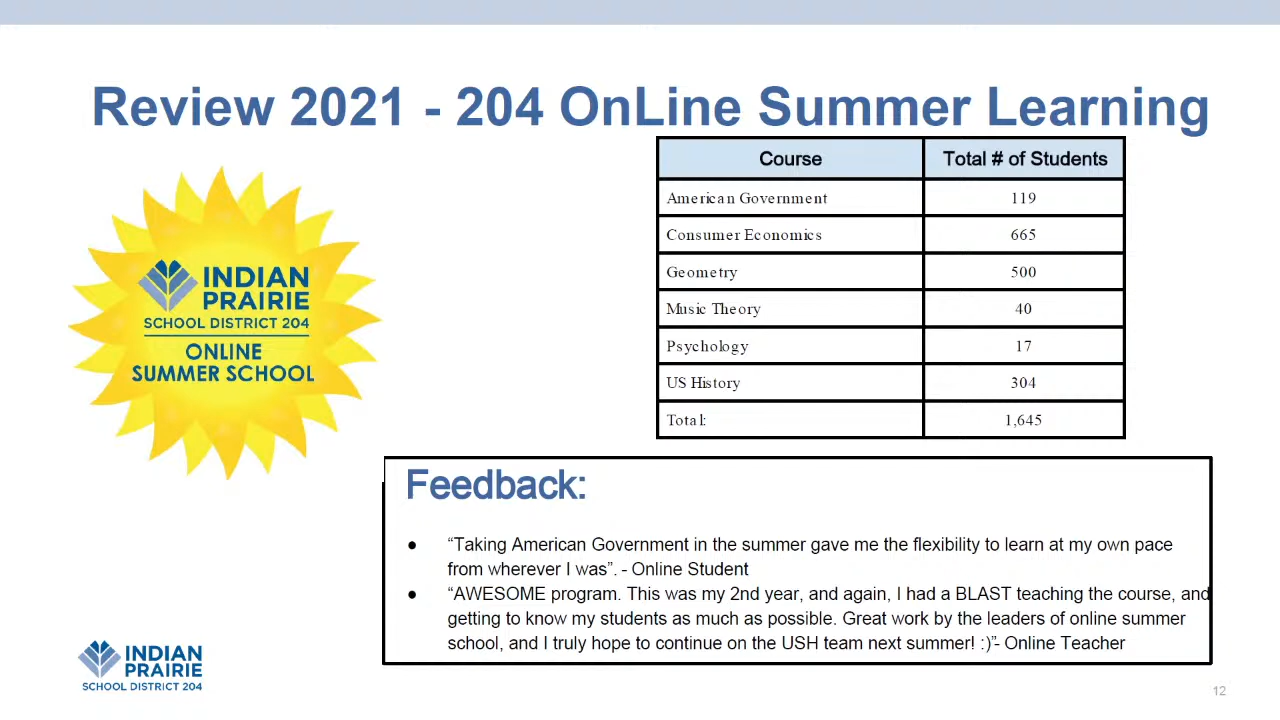 Review 2021 - 204 OnLine Summer Learning
INDIAN
PRAIRIE
SCHOOL DISTRICT 204
ONLINE
SUMMER SCHOOL
Course Total # of Students
American Government 119
Consumer Economics 665
Geometry 500
Music Theory 40
Psychology 17
US History 304
Total: 1,645
Feedback:
● “Taking American Government in the summer gave me the flexibility to learn at my own pace
from wherever I was”. - Online Student
● “AWESOME program. This was my 2nd year, and again, I had a BLAST teaching the course, and
getting to know my students as much as possible. Great work by the leaders of online summer
school, and I truly hope to continue on the USH team next summer! :)”- Online Teacher
INDIAN
PRAIRIE
SCHOOL DISTRICT 204
12